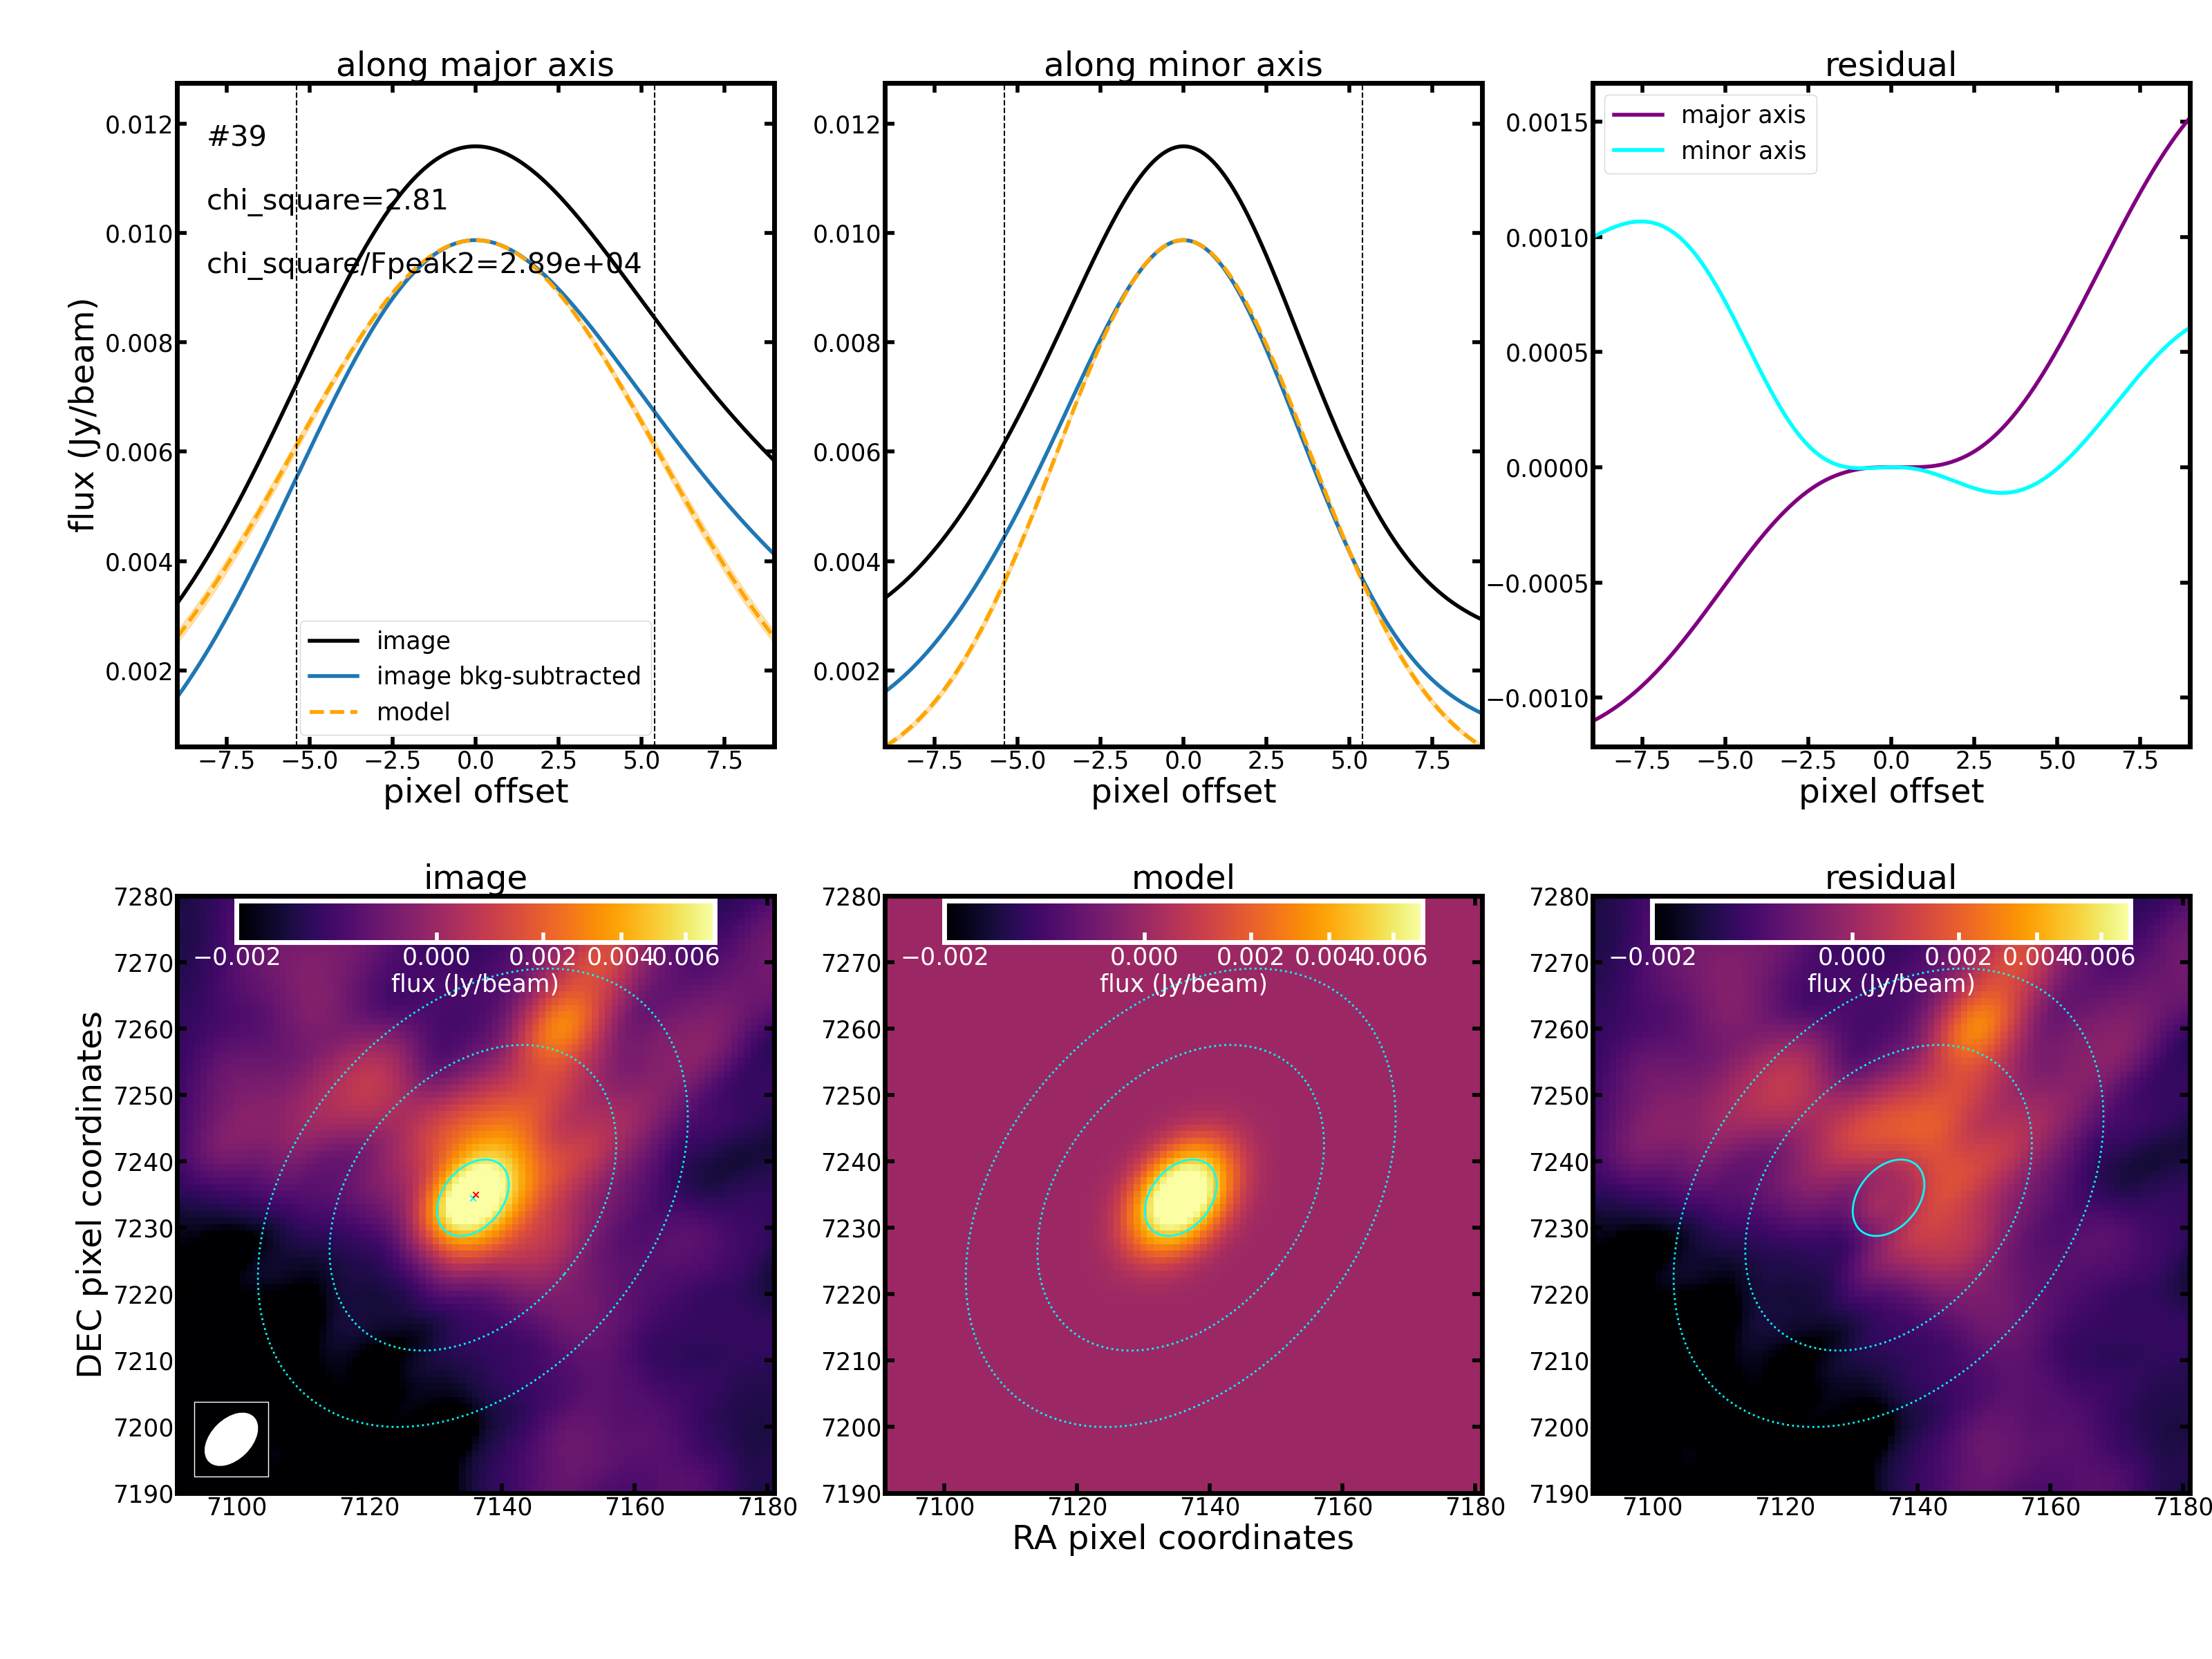 along major axis
along minor axis
residual
#39
chi_square=2.81
chi_square/Fpeak2=2.89e+04
0.012
0.010
0.008
0.006
0.004
0.002
flux (Jy/beam)
image
image bkg-subtracted
model
−7.5 −5.0 −2.5 0.0 2.5 5.0 7.5
pixel offset
0.012
0.010
0.008
0.006
0.004
0.002
−7.5 −5.0 −2.5 0.0 2.5 5.0 7.5
pixel offset
major axis
minor axis
0.0015
0.0010
0.0005
0.0000
−0.0005
−0.0010
−7.5 −5.0 −2.5 0.0 2.5 5.0 7.5
pixel offset
image
−0.002 0.000 0.002 0.004 0.006
flux (Jy/beam)
7280
7270
7260
7250
7240
7230
7220
7210
7200
7190
DEC pixel coordinates
7100 7120 7140 7160 7180
model
−0.002 0.000 0.002 0.004 0.006
flux (Jy/beam)
7280
7270
7260
7250
7240
7230
7220
7210
7200
7190
7100 7120 7140 7160 7180
RA pixel coordinates
residual
−0.002 0.000 0.002 0.004 0.006
flux (Jy/beam)
7280
7270
7260
7250
7240
7230
7220
7210
7200
7190
7100 7120 7140 7160 7180